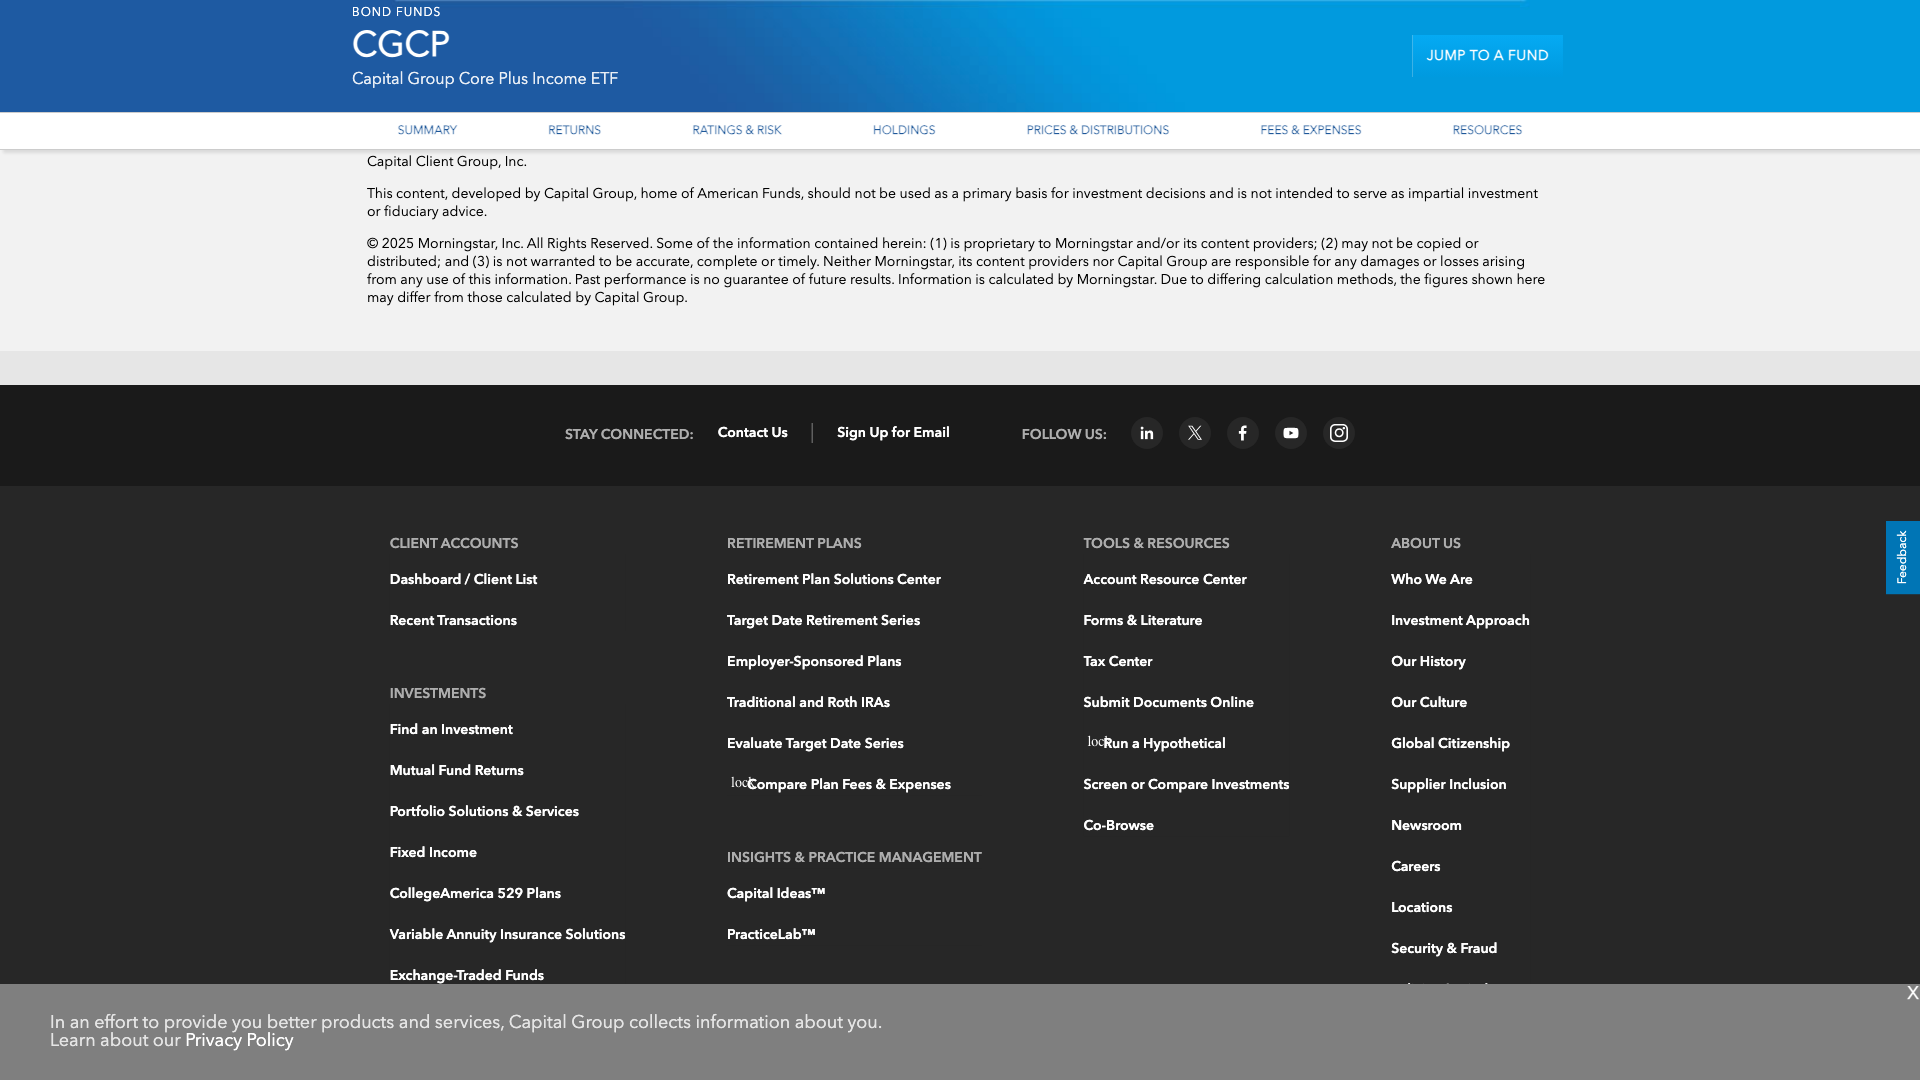 BOND FUNDS
CGCP
Capital Group Core Plus Income ETF
JUMP TO A FUND
SUMMARY
RETURNS
RATINGS & RISK
HOLDINGS
PRICES & DISTRIBUTIONS
FEES & EXPENSES
RESOURCES
Capital Client Group, Inc.
This content, developed by Capital Group, home of American Funds, should not be used as a primary basis for investment decisions and is not intended to serve as impartial investment
or fiduciary advice.
© 2025 Morningstar, Inc. All Rights Reserved. Some of the information contained herein: (1) is proprietary to Morningstar and/or its content providers; (2) may not be copied or
distributed; and (3) is not warranted to be accurate, complete or timely. Neither Morningstar, its content providers nor Capital Group are responsible for any damages or losses arising
from any use of this information. Past performance is no guarantee of future results. Information is calculated by Morningstar. Due to differing calculation methods, the figures shown here
may differ from those calculated by Capital Group.
STAY CONNECTED:
Contact Us
Sign Up for Email
FOLLOW US:
CLIENT ACCOUNTS
Dashboard / Client List
Recent Transactions
INVESTMENTS
Find an Investment
Mutual Fund Returns
Portfolio Solutions & Services
Fixed Income
CollegeAmerica 529 Plans
Variable Annuity Insurance Solutions
Exchange-Traded Funds
RETIREMENT PLANS
Retirement Plan Solutions Center
Target Date Retirement Series
Employer-Sponsored Plans
Traditional and Roth IRAs
Evaluate Target Date Series
Compare Plan Fees & Expenses
INSIGHTS & PRACTICE MANAGEMENT
Capital Ideas™
PracticeLab™
TOOLS & RESOURCES
Account Resource Center
Forms & Literature
Tax Center
Submit Documents Online
Run a Hypothetical
Screen or Compare Investments
Co-Browse
ABOUT US
Who We Are
Investment Approach
Our History
Our Culture
Global Citizenship
Supplier Inclusion
Newsroom
Careers
Locations
Security & Fraud
Feedback
X
In an effort to provide you better products and services, Capital Group collects information about you.
Learn about our Privacy Policy